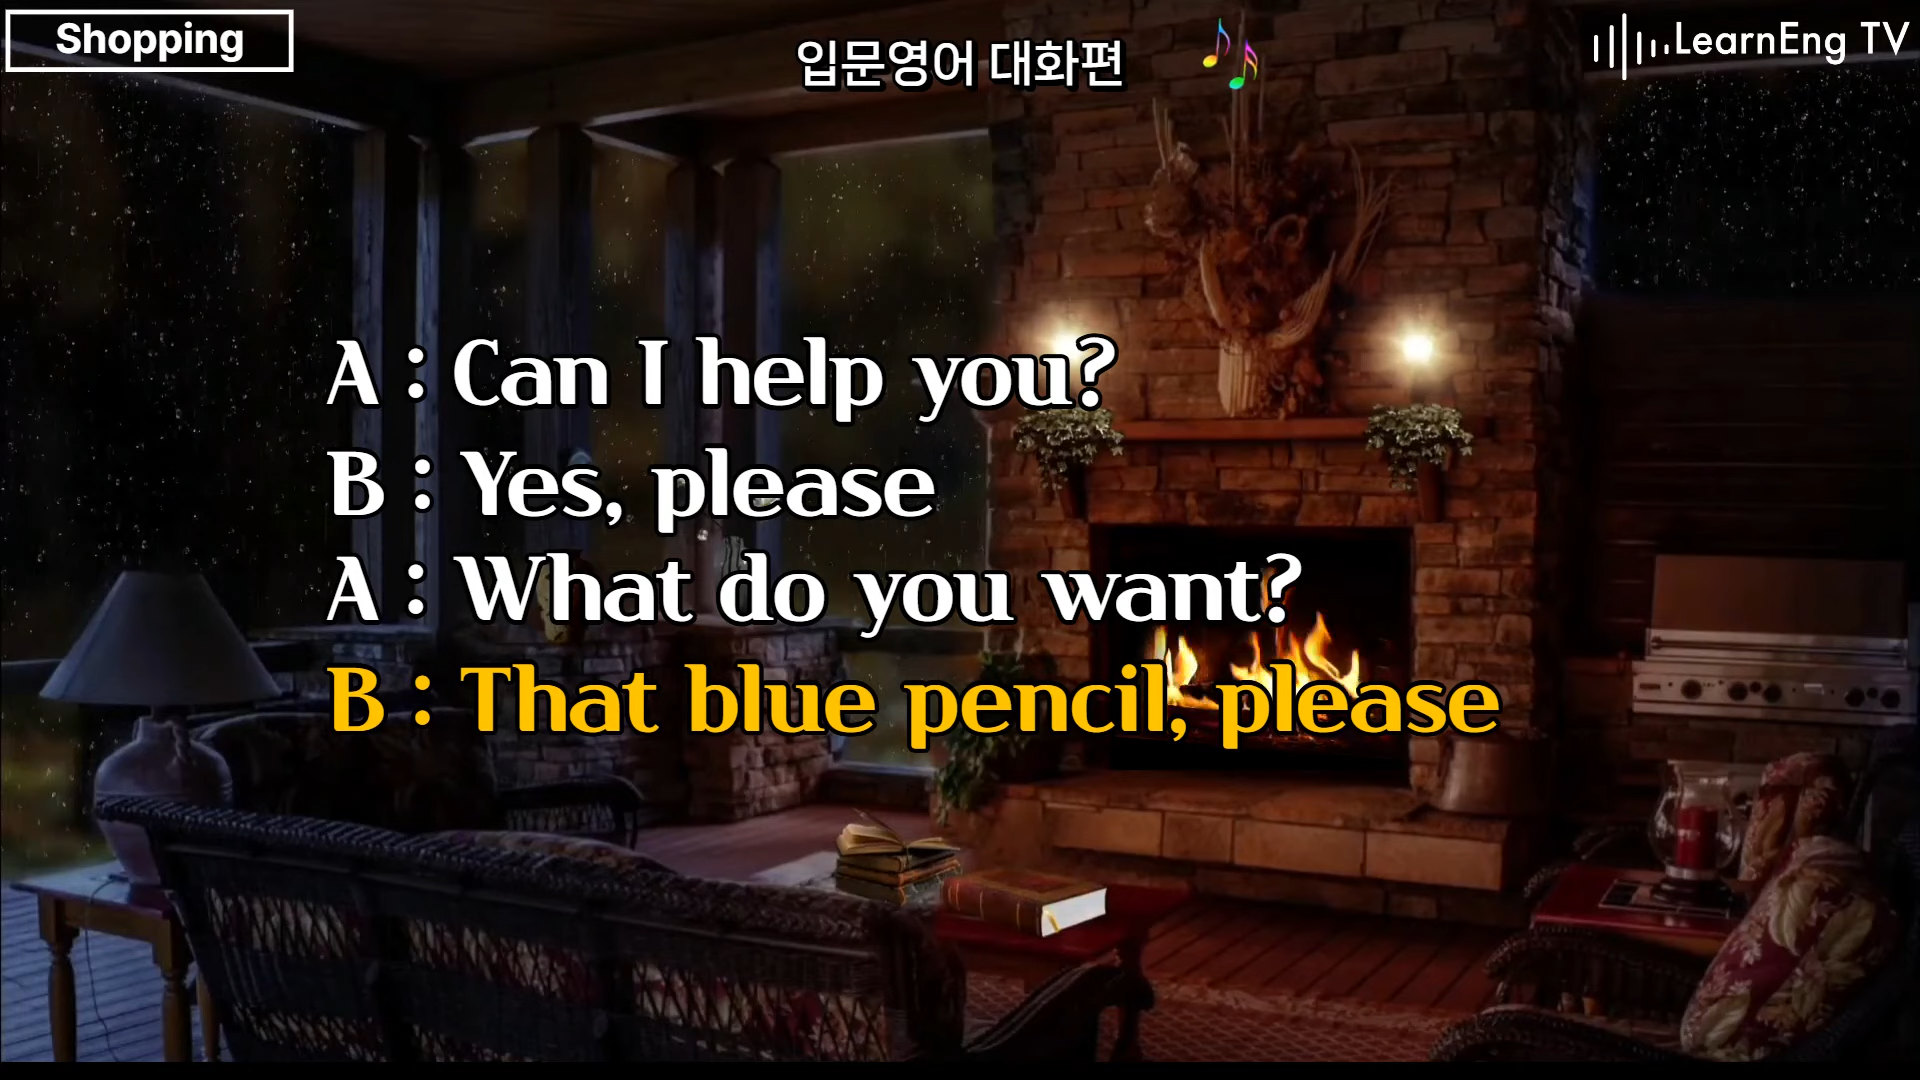 Shopping
입문영어 대화편
LearnEng TV
A : Can I help you?
B : Yes, please
A : What do you want?
B : That blue pencil, please